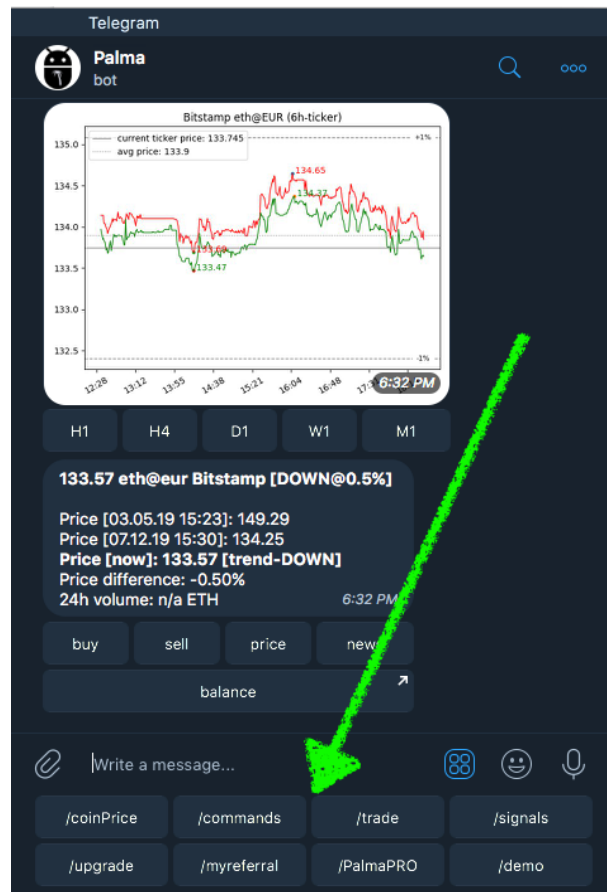 Telegram
Palma
bot
Bitstamp eth@EUR (6h-ticker)
current ticker price: 133.745
avg price: 133.9
+1%
135.0
134.5
134.0
133.5
133.0
132.5
134.65
134.37
133.47
-1%
12:28 13:12 13:55 14:38 15:21 16:04 16:48
6:32 PM
H1 H4 D1 W1 M1
133.57 eth@eur Bitstamp [DOWN@0.5%]
Price [03.05.19 15:23]: 149.29
Price [07.12.19 15:30]: 134.25
Price [now]: 133.57 [trend-DOWN]
Price difference: -0.50%
24h volume: n/a ETH 6:32 PM
buy sell price
balance
Write a message...
/coinPrice /commands /trade /signals
/upgrade /myreferral /PalmaPRO /demo